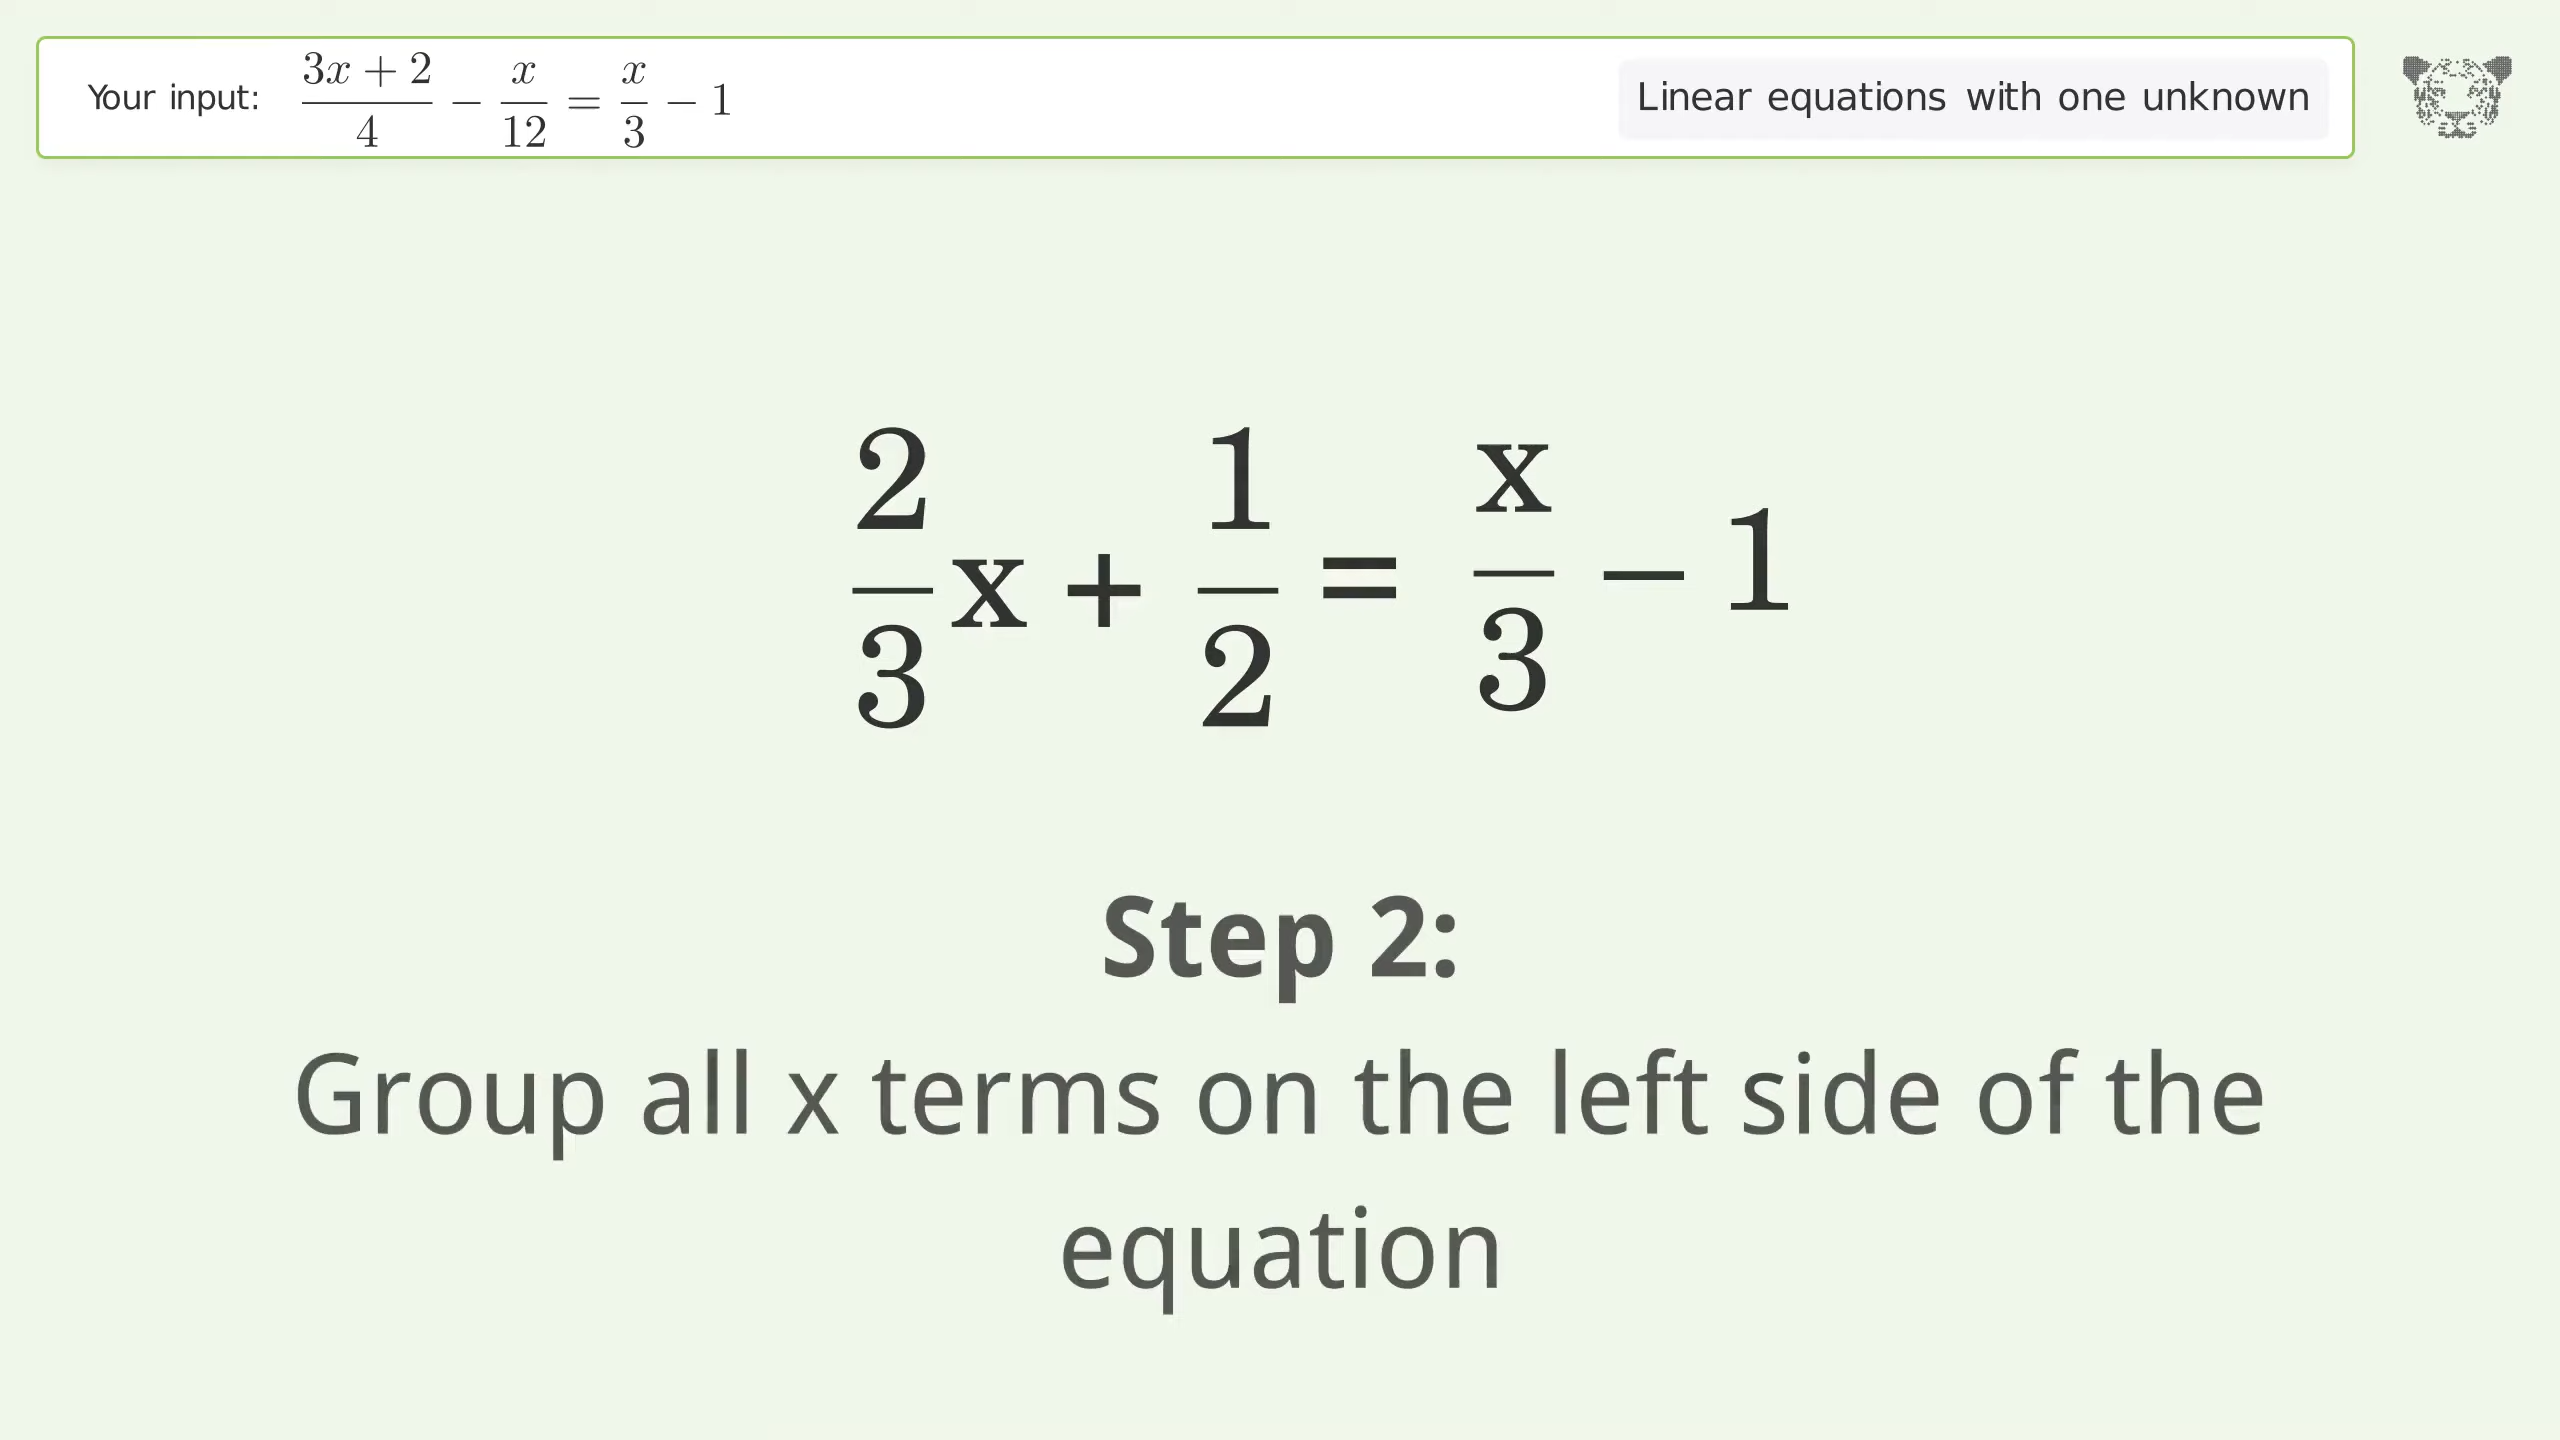 Your input: (3x + 2)/4 − x/12 = x/3 − 1
Linear equations with one unknown
2/3 x + 1/2 = x/3 − 1
Step 2:
Group all x terms on the left side of the
equation